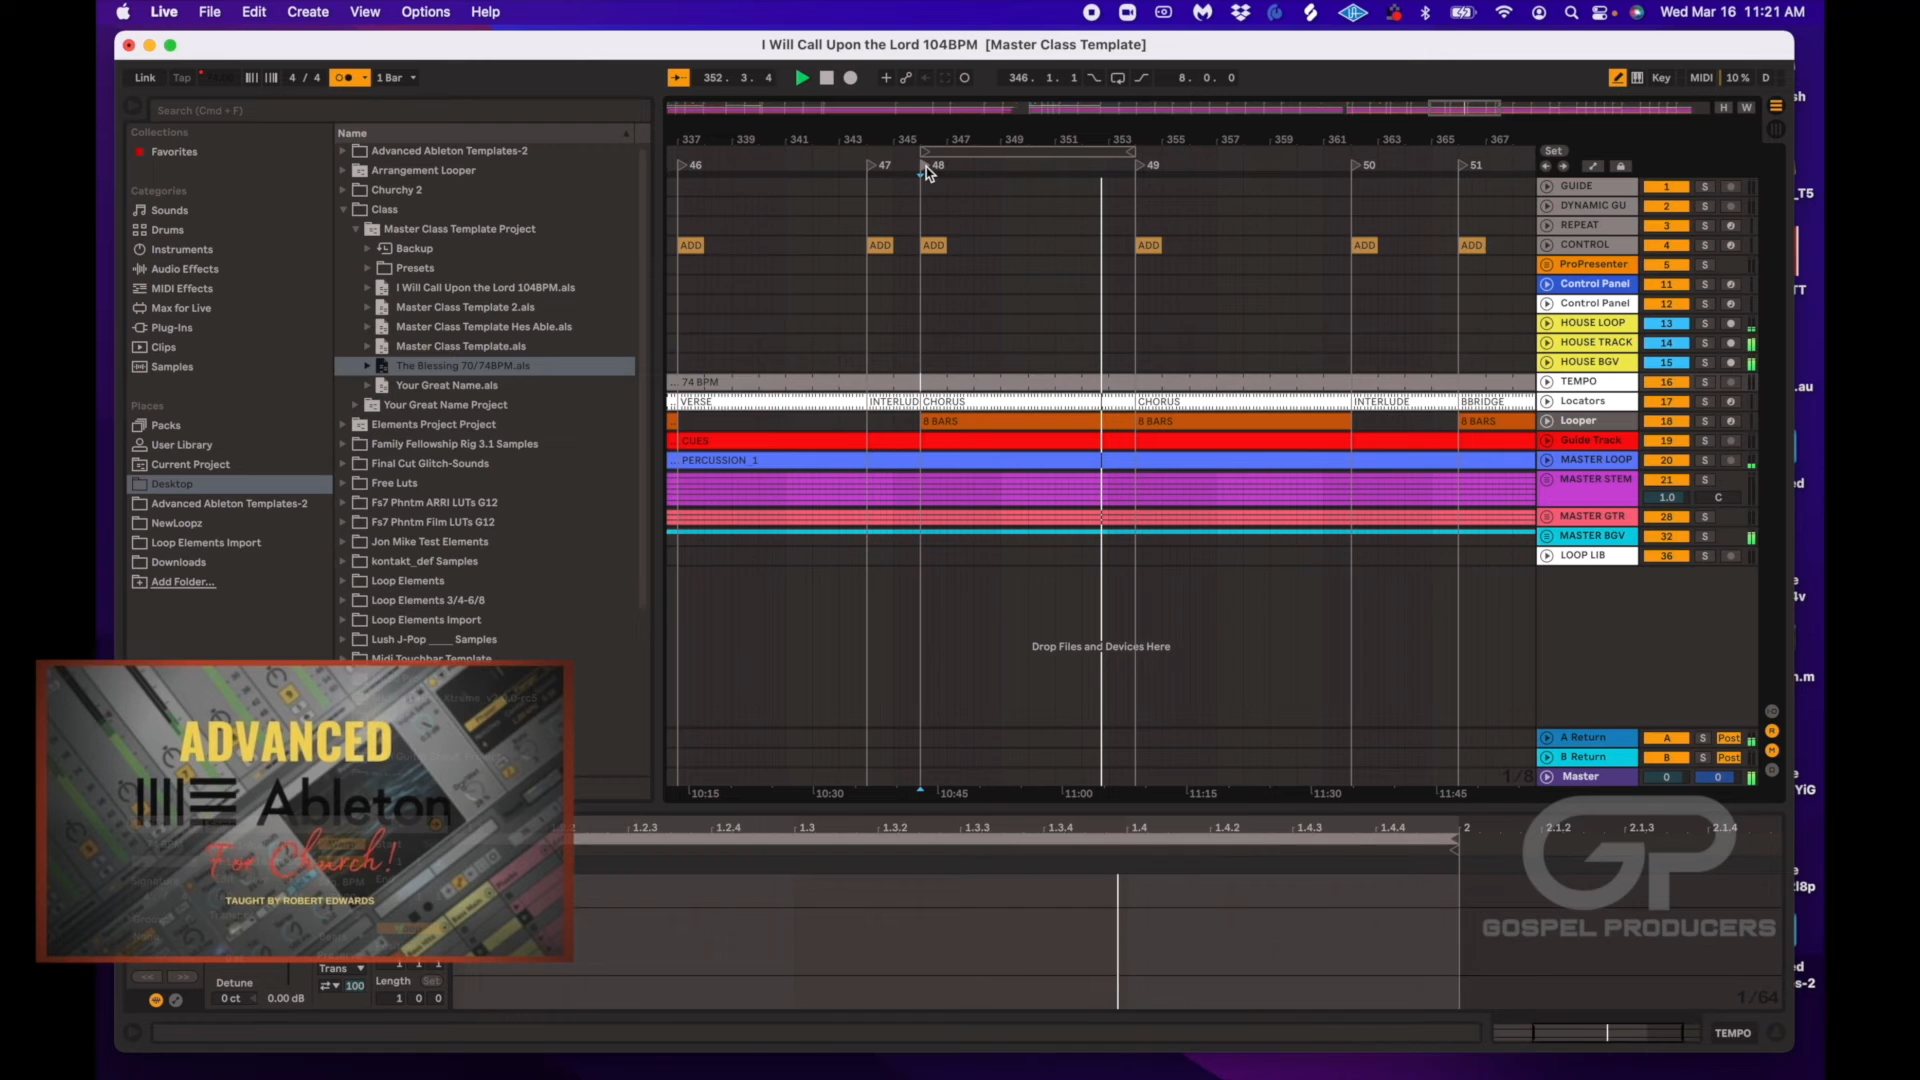 Live File Edit Create View Options Help Wed Mar 16 11:21 AM
I Will Call Upon the Lord 104BPM [Master Class Template]
Link Tap 4 / 4 1 Bar 352. 3. 4 346. 1. 1 8. 0. 0 Key MIDI 10 % D
Search (Cmd + F)
H W
Collections
Favorites
Categories
Sounds
Drums
Instruments
Audio Effects
MIDI Effects
Max for Live
Plug-Ins
Clips
Samples
Places
Packs
User Library
Current Project
Desktop
Advanced Ableton Templates-2
NewLoopz
Loop Elements Import
Downloads
Add Folder...
Name
Advanced Ableton Templates-2
Arrangement Looper
Churchy 2
Class
Master Class Template Project
Backup
Presets
I Will Call Upon the Lord 104BPM.als
Master Class Template 2.als
Master Class Template Hes Able.als
Master Class Template.als
The Blessing 70/74BPM.als
Your Great Name.als
Your Great Name Project
Elements Project Project
Family Fellowship Rig 3.1 Samples
Final Cut Glitch-Sounds
Free Luts
Fs7 Phntm ARRI LUTs G12
Fs7 Phntm Film LUTs G12
Jon Mike Test Elements
kontakt_def Samples
Loop Elements
Loop Elements 3/4-6/8
Loop Elements Import
Lush J-Pop ____ Samples
Midi Touchbar Template
337 339 341 343 345 347 349 351 353 355 357 359 361 363 365 367
46 47 48 49 50 51
ADD ADD ADD ADD ADD ADD
... 74 BPM
... VERSE INTERLUD CHORUS CHORUS INTERLUDE BBRIDGE
8 BARS 8 BARS 8 BARS
... CUES
... PERCUSSION_1
Drop Files and Devices Here
1/8
10:15 10:30 10:45 11:00 11:15 11:30 11:45
Set
GUIDE 1 S
DYNAMIC GU 2 S
REPEAT 3 S
CONTROL 4 S
ProPresenter 5 S
Control Panel 11 S
Control Panel 12 S
HOUSE LOOP 13 S
HOUSE TRACK 14 S
HOUSE BGV 15 S
TEMPO 16 S
Locators 17 S
Looper 18 S
Guide Track 19 S
MASTER LOOP 20 S
MASTER STEM 21 S
1.0 C
MASTER GTR 28 S
MASTER BGV 32 S
LOOP LIB 36 S
A Return A S Post
B Return B S Post
Master 0 0
ADVANCED
Ableton
For Church!
TAUGHT BY ROBERT EDWARDS
1.2.3 1.2.4 1.3 1.3.2 1.3.3 1.3.4 1.4 1.4.2 1.4.3 1.4.4 2 2.1.2 2.1.3 2.1.4
GP
GOSPEL PRODUCERS
<< >>
Detune
0 ct 0.00 dB
Trans
100
1 1 1
Length Set
1 0 0
1/64
TEMPO